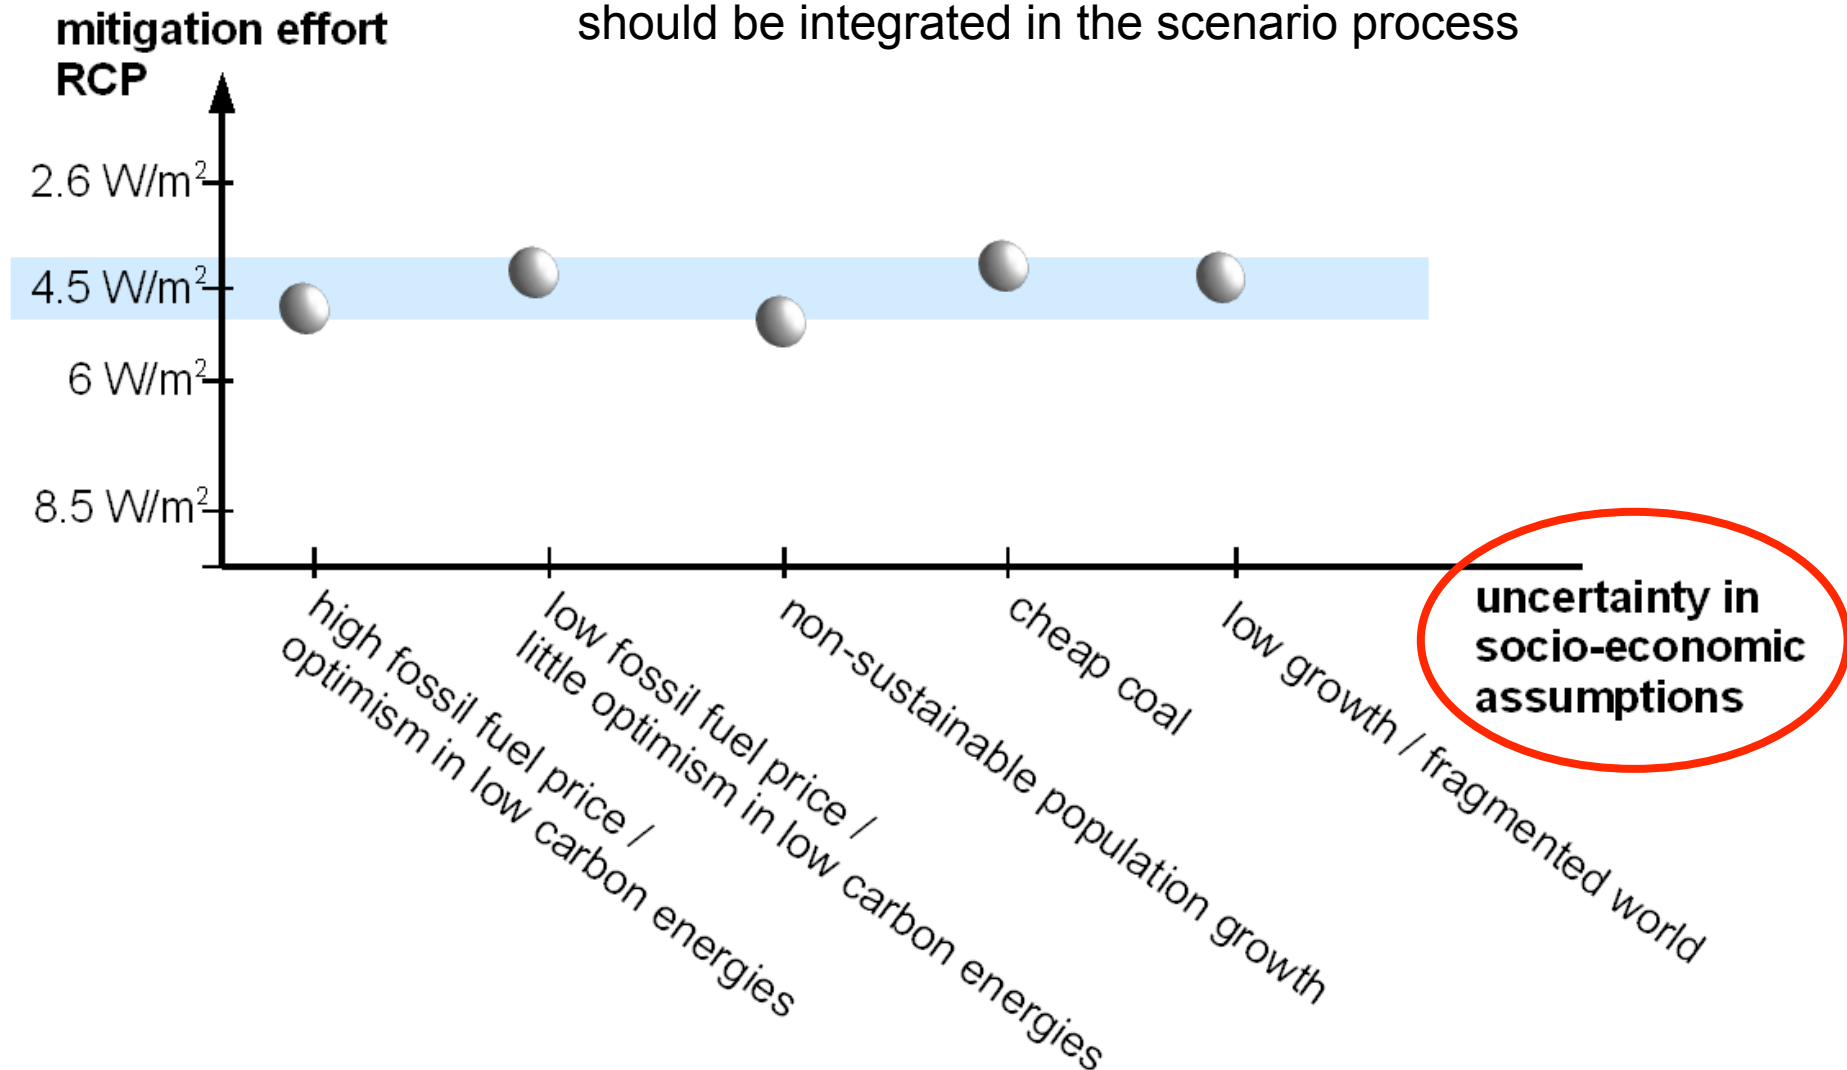 should be integrated in the scenario process
mitigation effort
RCP
2.6 W/m²
4.5 W/m²
6 W/m²
8.5 W/m²
high fossil fuel price /
optimism in low carbon energies
low fossil fuel price /
little optimism in low carbon energies
non-sustainable population growth
cheap coal
low growth / fragmented world
uncertainty in
socio-economic
assumptions